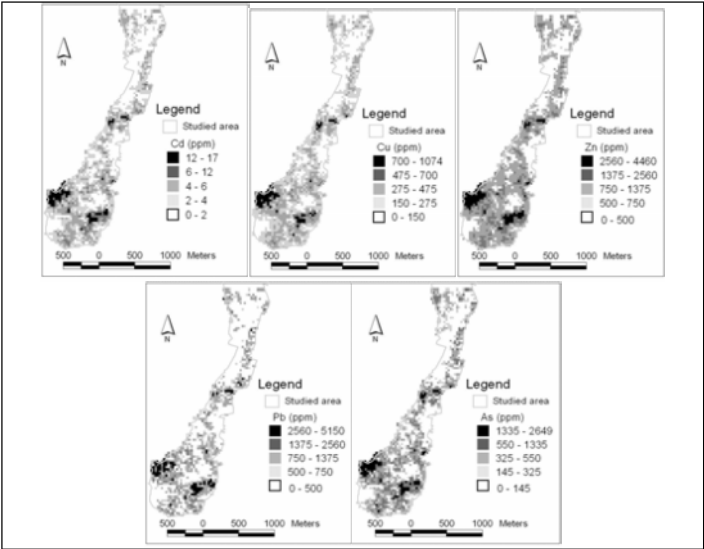 N
Legend
Studied area
Cd (ppm)
12 - 17
6 - 12
4 - 6
2 - 4
0 - 2
500 0 500 1000 Meters
N
Legend
Studied area
Cu (ppm)
700 - 1074
475 - 700
275 - 475
150 - 275
0 - 150
500 0 500 1000 Meters
N
Legend
Studied area
Zn (ppm)
2560 - 4460
1375 - 2560
750 - 1375
500 - 750
0 - 500
500 0 500 1000 Meters
N
Legend
Studied area
Pb (ppm)
2560 - 5150
1375 - 2560
750 - 1375
500 - 750
0 - 500
500 0 500 1000 Meters
N
Legend
Studied area
As (ppm)
1335 - 2649
550 - 1335
325 - 550
145 - 325
0 - 145
500 0 500 1000 Meters